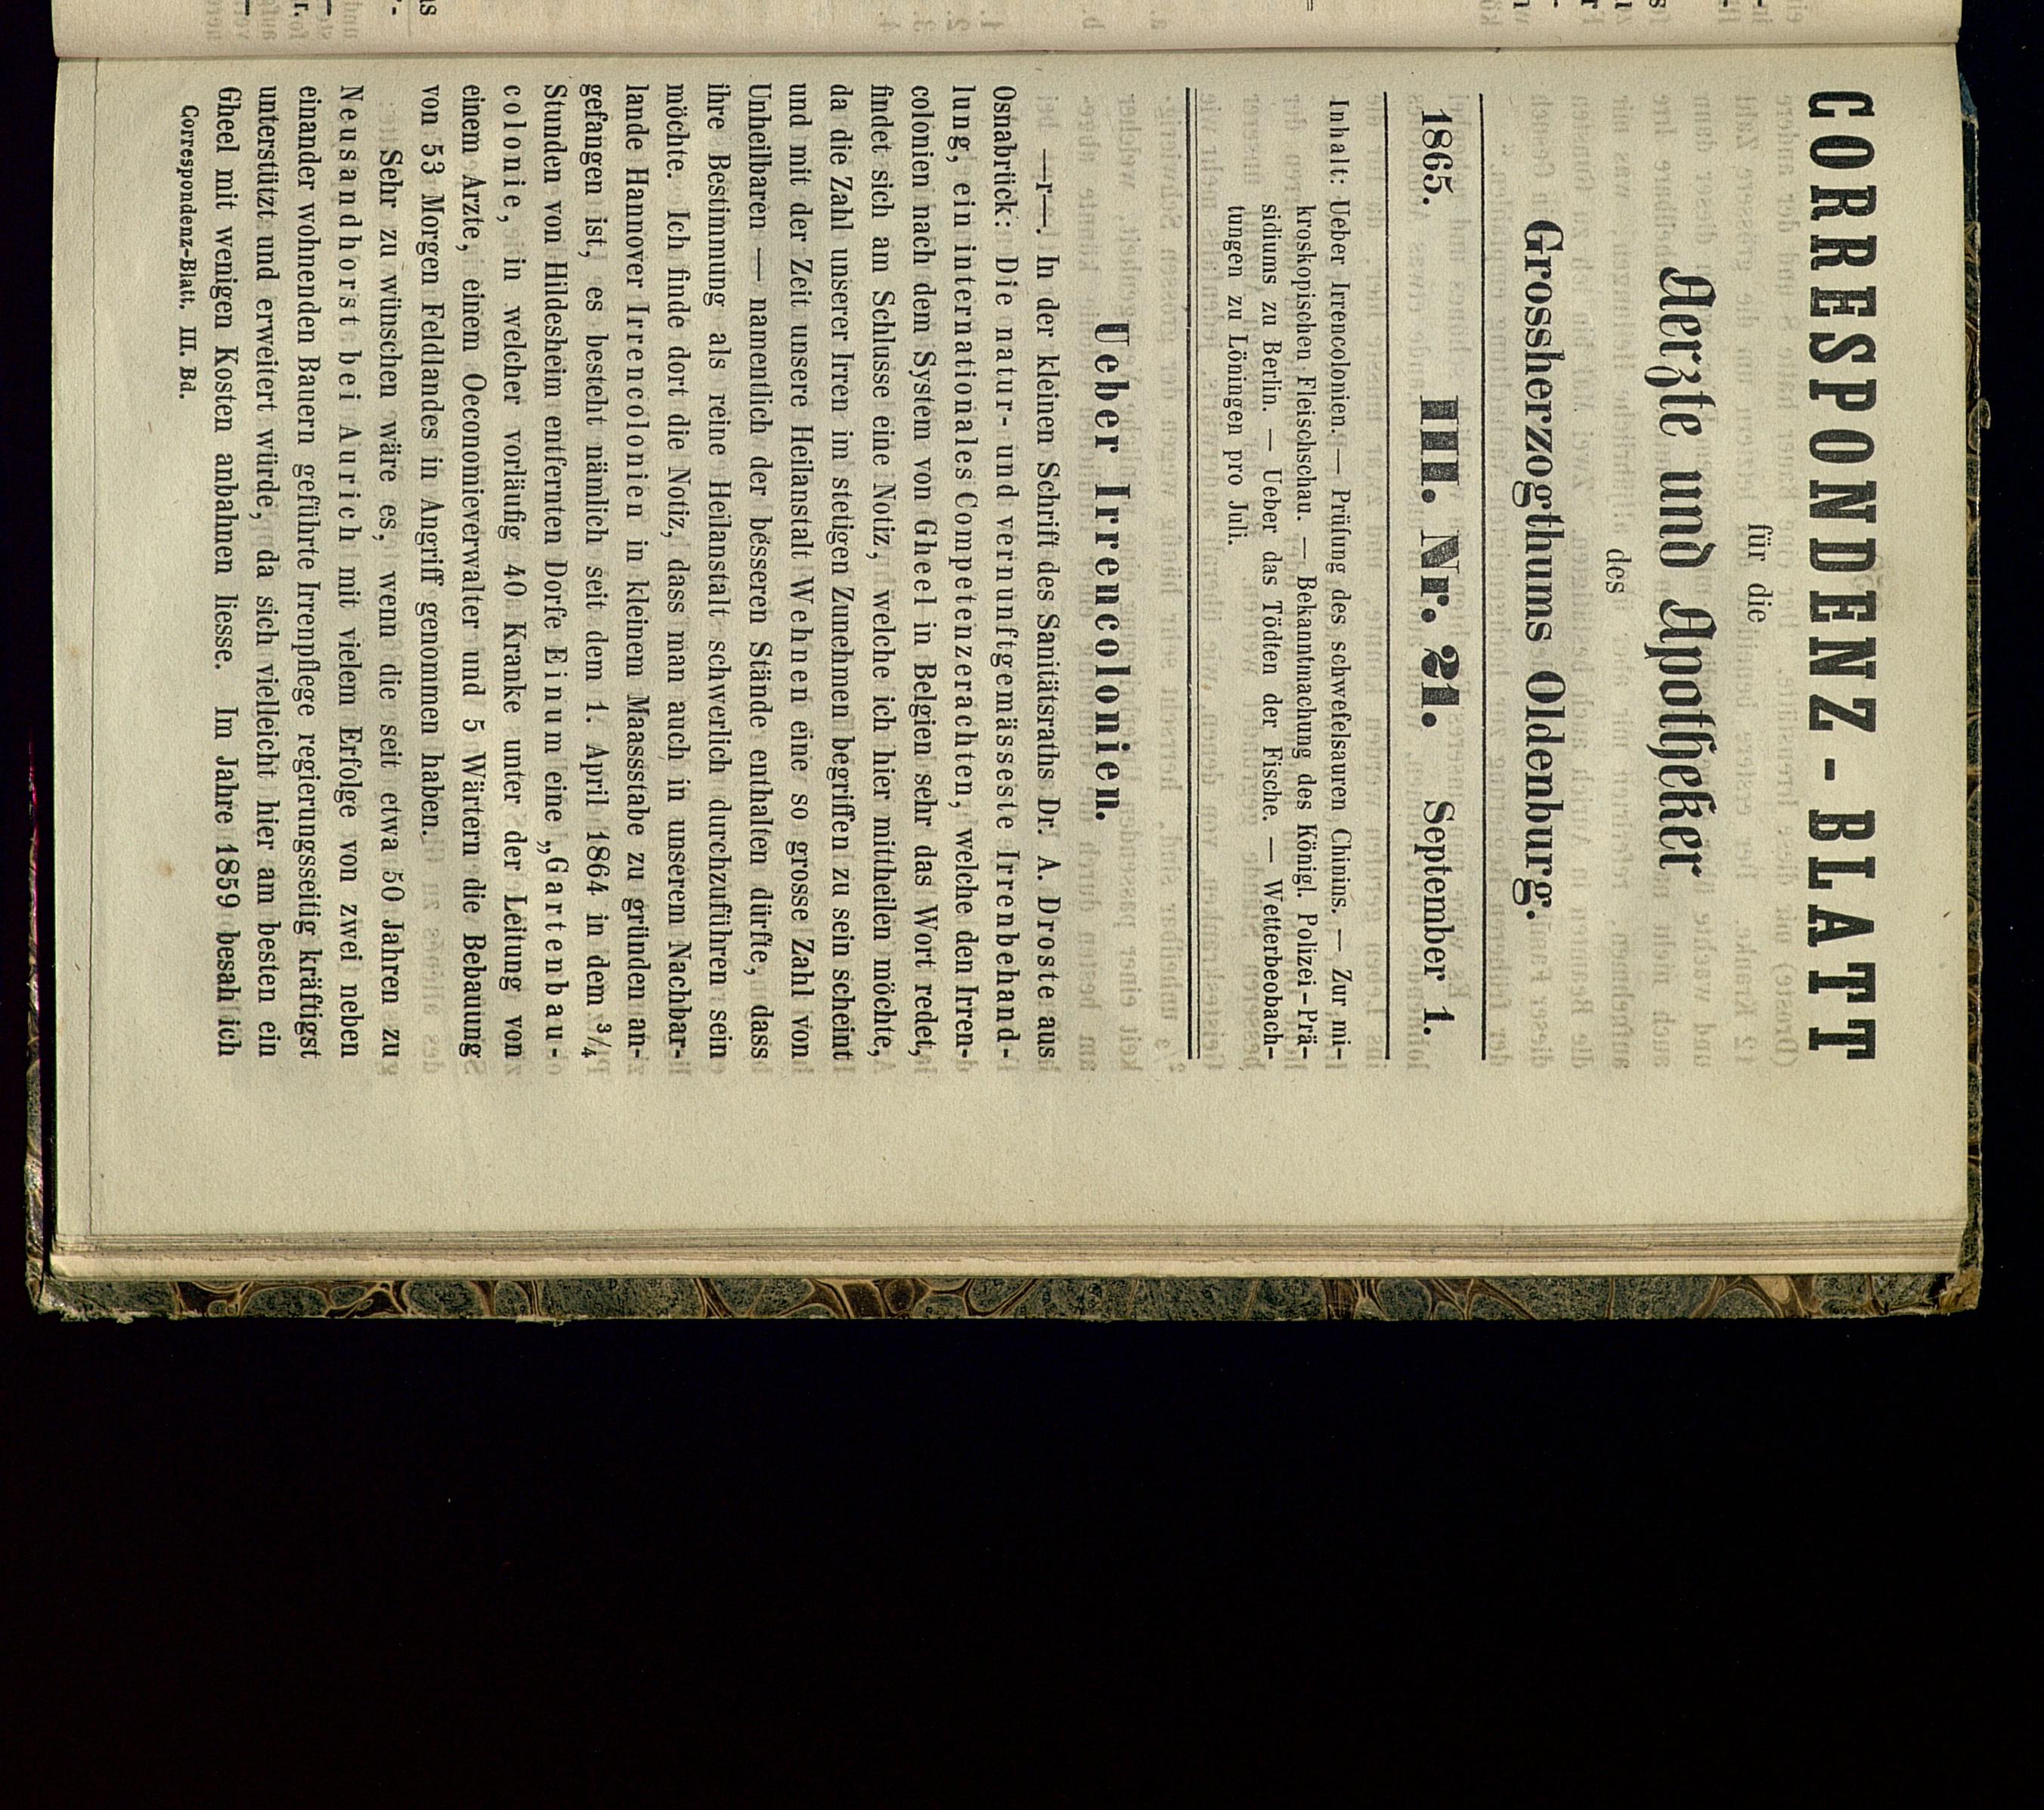 CORRESPONDENZ-BLATT
für die
Aerzte und Apotheker
des
Grossherzogthums Oldenburg.
1865. III. Nr. 21. September 1.
Inhalt: Ueber Irrencolonien. — Prüfung des schwefelsauren Chinins. — Zur mi-
kroskopischen Fleischschau. — Bekanntmachung des Königl. Polizei-Prä-
sidiums zu Berlin. — Ueber das Tödten der Fische. — Wetterbeobach-
tungen zu Löningen pro Juli.
Ueber Irrencolonien.
—r—. In der kleinen Schrift des Sanitätsraths Dr. A. Droste aus
Osnabrück: Die natur- und vernunftgemässeste Irrenbehand-
lung, ein internationales Competenzerachten, welche den Irren-
colonien nach dem System von Gheel in Belgien sehr das Wort redet,
findet sich am Schlusse eine Notiz, welche ich hier mittheilen möchte,
da die Zahl unserer Irren im stetigen Zunehmen begriffen zu sein scheint
und mit der Zeit unsere Heilanstalt Wehnen eine so grosse Zahl von
Unheilbaren — namentlich der besseren Stände enthalten dürfte, dass
ihre Bestimmung als reine Heilanstalt schwerlich durchzuführen sein
möchte. Ich finde dort die Notiz, dass man auch in unserem Nachbar-
lande Hannover Irrencolonien in kleinem Maassstabe zu gründen an-
gefangen ist, es besteht nämlich seit dem 1. April 1864 in dem ¾
Stunden von Hildesheim entfernten Dorfe Einum eine „Gartenbau-
colonie, in welcher vorläufig 40 Kranke unter der Leitung von
einem Arzte, einem Oeconomieverwalter und 5 Wärtern die Bebauung
von 53 Morgen Feldlandes in Angriff genommen haben.
Sehr zu wünschen wäre es, wenn die seit etwa 50 Jahren zu
Neusandhorst bei Aurich mit vielem Erfolge von zwei neben
einander wohnenden Bauern geführte Irrenpflege regierungsseitig kräftigst
unterstützt und erweitert würde, da sich vielleicht hier am besten ein
Gheel mit wenigen Kosten anbahnen liesse. Im Jahre 1859 besah ich
Correspondenz-Blatt. III. Bd.